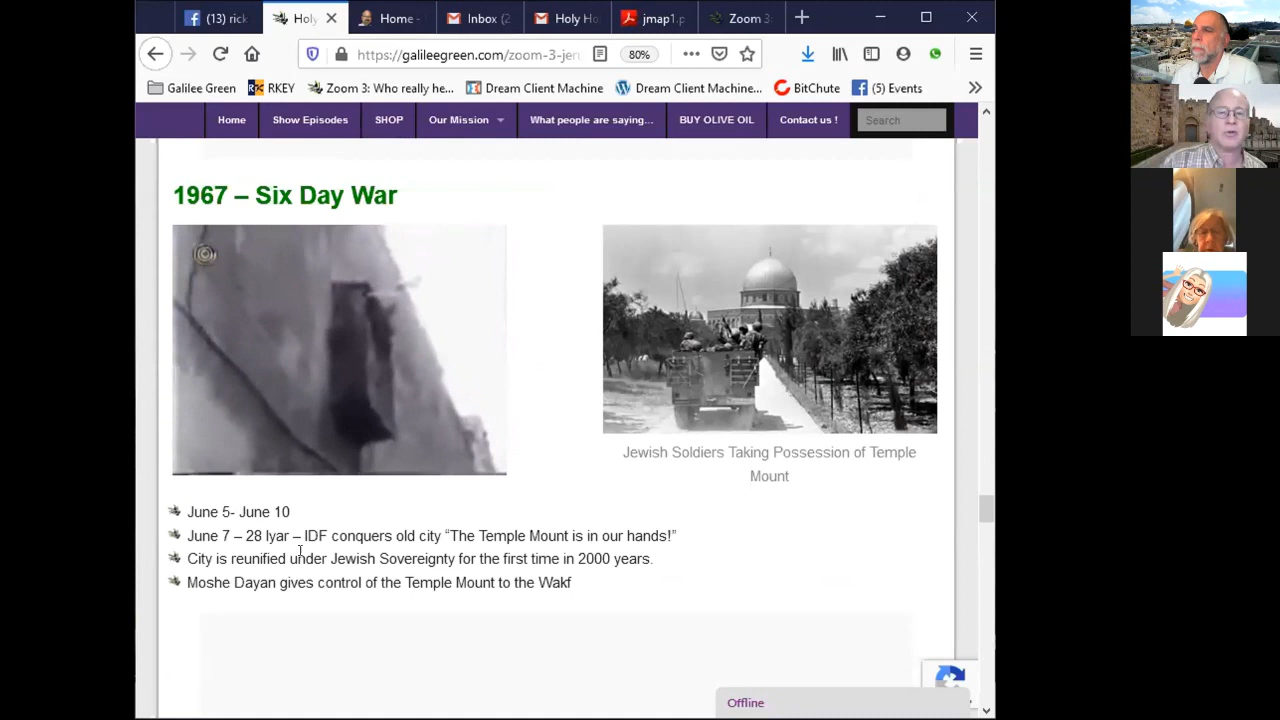 (13) rick
Holy
Home -
Inbox (2
Holy Ho
jmap1.p
Zoom 3:
https://galileegreen.com/zoom-3-jer
80%
Galilee Green
RKEY
Zoom 3: Who really he...
Dream Client Machine
Dream Client Machine...
BitChute
(5) Events
Home
Show Episodes
SHOP
Our Mission
What people are saying...
BUY OLIVE OIL
Contact us !
Search
1967 – Six Day War
Jewish Soldiers Taking Possession of Temple
Mount
June 5- June 10
June 7 – 28 Iyar – IDF conquers old city “The Temple Mount is in our hands!”
City is reunified under Jewish Sovereignty for the first time in 2000 years.
Moshe Dayan gives control of the Temple Mount to the Wakf
Offline